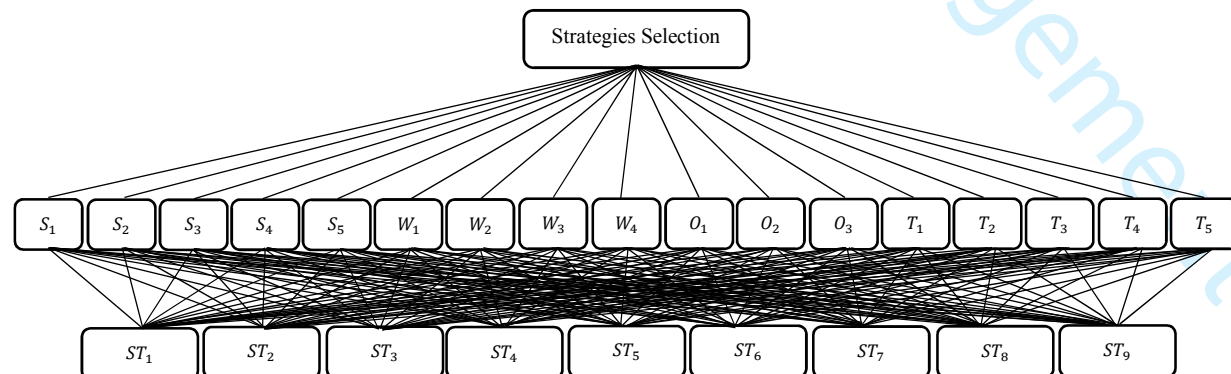 Strategies Selection
S₁ S₂ S₃ S₄ S₅ W₁ W₂ W₃ W₄ O₁ O₂ O₃ T₁ T₂ T₃ T₄ T₅
ST₁ ST₂ ST₃ ST₄ ST₅ ST₆ ST₇ ST₈ ST₉